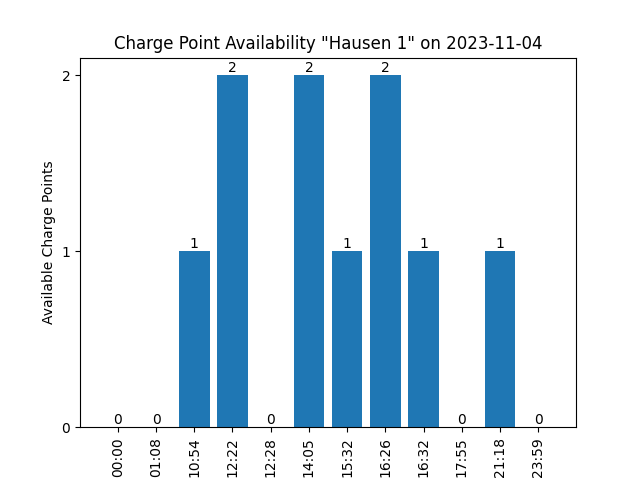 Charge Point Availability "Hausen 1" on 2023-11-04
Available Charge Points
2
1
0
0 0 1 2 0 2 1 2 1 0 1 0
00:00 01:08 10:54 12:22 12:28 14:05 15:32 16:26 16:32 17:55 21:18 23:59